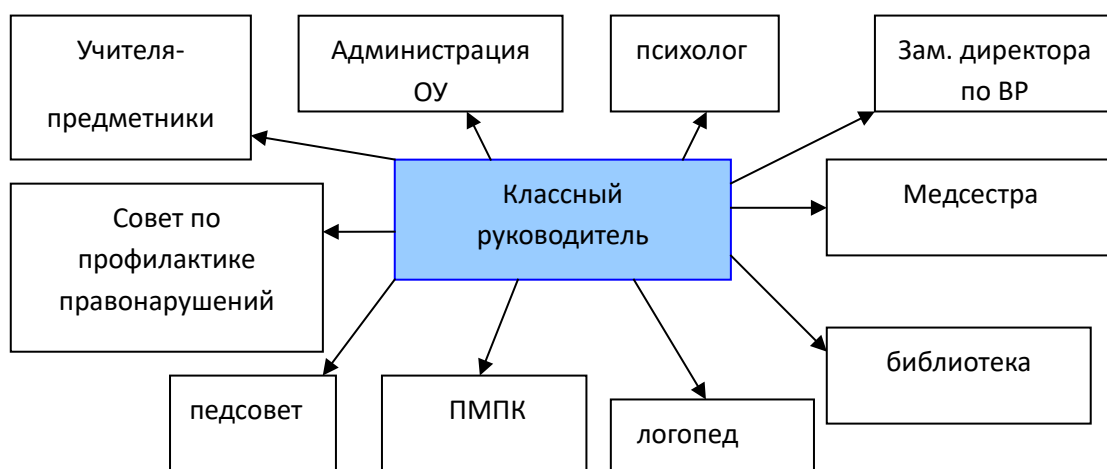 Учителя-
предметники
Администрация
ОУ
психолог
Зам. директора
по ВР
Классный
руководитель
Совет по
профилактике
правонарушений
Медсестра
библиотека
педсовет
ПМПК
логопед